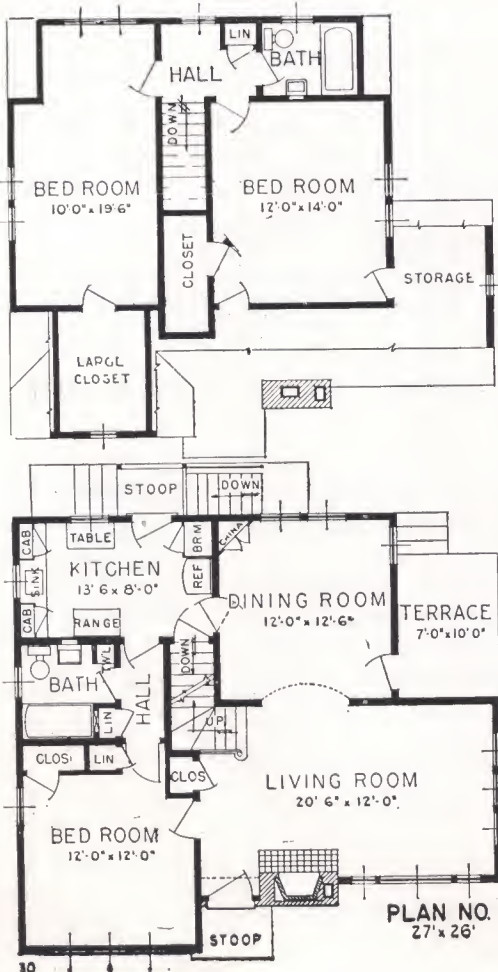 LIN
BATH
HALL
DOWN
BED ROOM
10'-0" x 19'-6"
BED ROOM
12'-0" x 14'-0"
CLOSET
STORAGE
LARGE
CLOSET
STOOP
DOWN
CAB
TABLE
BRM
CHINA
SINK
KITCHEN
13' 6 x 8'-0"
REF
CAB
RANGE
DINING ROOM
12'-0" x 12'-6"
TERRACE
7'-0" x 10'0"
TWL
BATH
HALL
DOWN
LIN
UP
CLOS
LIN
CLOS
LIVING ROOM
20' 6" x 12'-0"
BED ROOM
12'-0" x 12'-0"
STOOP
PLAN NO.
27' x 26'
30